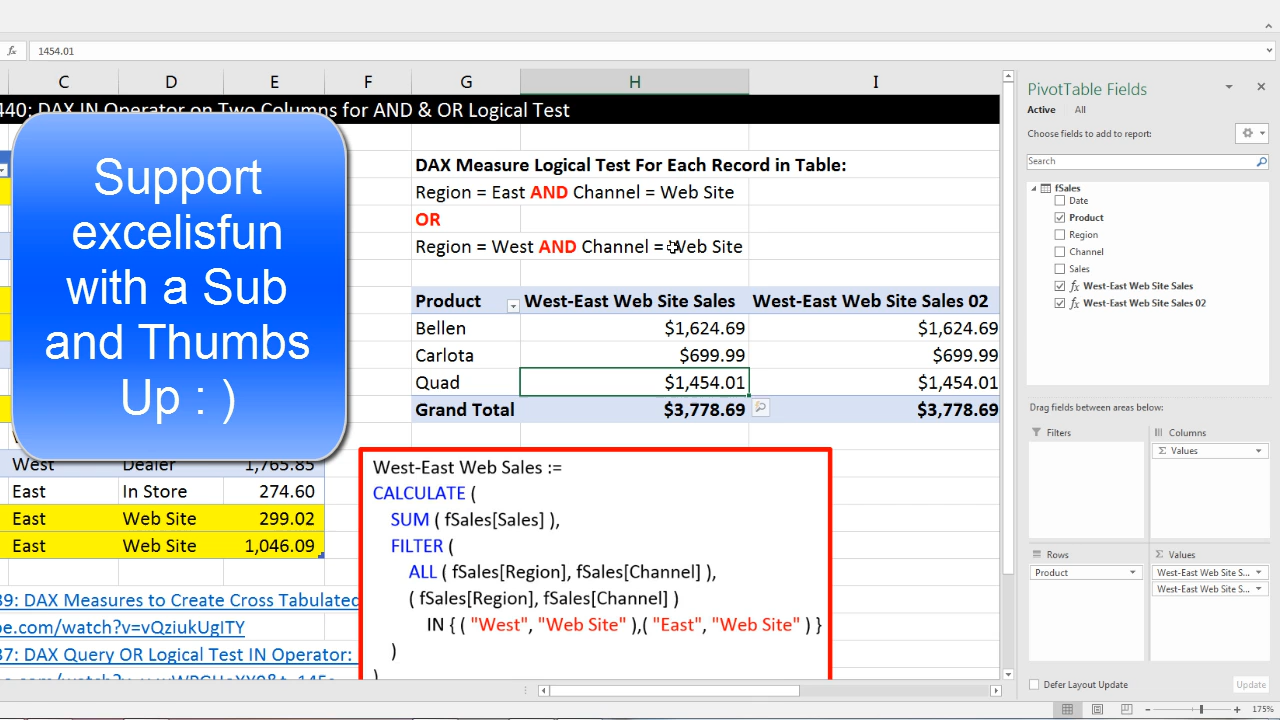 fx 1454.01
C D E F G H I
440: DAX IN Operator on Two Columns for AND & OR Logical Test
Support
excelisfun
with a Sub
and Thumbs
Up : )
DAX Measure Logical Test For Each Record in Table:
Region = East AND Channel = Web Site
OR
Region = West AND Channel = Web Site
Product West-East Web Site Sales West-East Web Site Sales 02
Bellen $1,624.69 $1,624.69
Carlota $699.99 $699.99
Quad $1,454.01 $1,454.01
Grand Total $3,778.69 $3,778.69
West Dealer 1,765.85
East In Store 274.60
East Web Site 299.02
East Web Site 1,046.09
39: DAX Measures to Create Cross Tabulated
be.com/watch?v=vQziukUgITY
37: DAX Query OR Logical Test IN Operator:
West-East Web Sales :=
CALCULATE (
SUM ( fSales[Sales] ),
FILTER (
ALL ( fSales[Region], fSales[Channel] ),
( fSales[Region], fSales[Channel] )
IN { ( "West", "Web Site" ),( "East", "Web Site" ) }
)
)
PivotTable Fields
Active All
Choose fields to add to report:
Search
fSales
Date
Product
Region
Channel
Sales
fx West-East Web Site Sales
fx West-East Web Site Sales 02
Drag fields between areas below:
Filters
Columns
Σ Values
Rows
Product
Σ Values
West-East Web Site S...
West-East Web Site S...
Defer Layout Update Update
175%